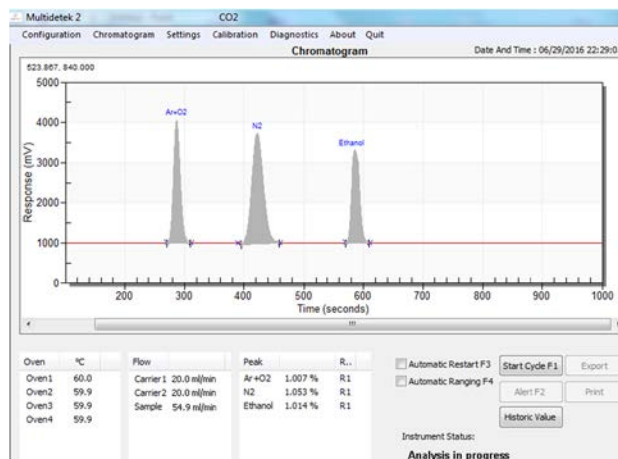 Multidetek 2 CO2
Configuration Chromatogram Settings Calibration Diagnostics About Quit
Chromatogram Date And Time : 06/29/2016 22:29:0
523.867, 840.000
5000
4000
3000
2000
1000
0
Response (mV)
Ar+O2
N2
Ethanol
200 300 400 500 600 700 800 900 1000
Time (seconds)
Oven °C
Oven1 60.0
Oven2 59.9
Oven3 59.9
Oven4 59.9
Flow
Carrier1 20.0 ml/min
Carrier2 20.0 ml/min
Sample 54.9 ml/min
Peak R..
Ar+O2 1.007 % R1
N2 1.053 % R1
Ethanol 1.014 % R1
Automatic Restart F3
Automatic Ranging F4
Start Cycle F1 Export
Alert F2 Print
Historic Value
Instrument Status:
Analysis in progress